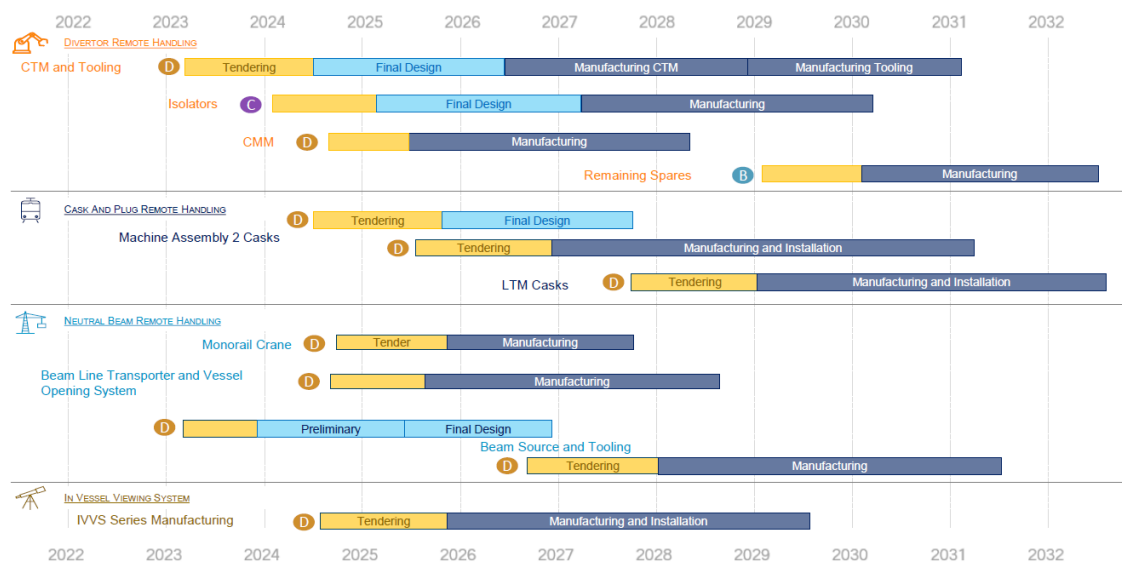 2022 2023 2024 2025 2026 2027 2028 2029 2030 2031 2032
DIVERTOR REMOTE HANDLING
CTM and Tooling D Tendering Final Design Manufacturing CTM Manufacturing Tooling
Isolators C Final Design Manufacturing
CMM D Manufacturing
Remaining Spares B Manufacturing
CASK AND PLUG REMOTE HANDLING
D Tendering Final Design
Machine Assembly 2 Casks
D Tendering Manufacturing and Installation
LTM Casks D Tendering Manufacturing and Installation
NEUTRAL BEAM REMOTE HANDLING
Monorail Crane D Tender Manufacturing
Beam Line Transporter and Vessel
Opening System
D Manufacturing
D Preliminary Final Design
Beam Source and Tooling
D Tendering Manufacturing
IN VESSEL VIEWING SYSTEM
IVVS Series Manufacturing D Tendering Manufacturing and Installation
2022 2023 2024 2025 2026 2027 2028 2029 2030 2031 2032